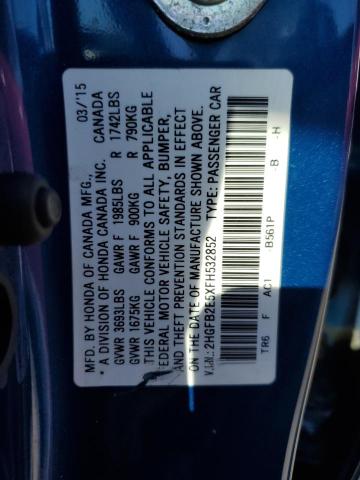 MFD. BY HONDA OF CANADA MFG., 03/'15
* A DIVISION OF HONDA CANADA INC. CANADA
GVWR 3693LBS GAWR F 1985LBS R 1742LBS
GVWR 1675KG GAWR F 900KG R 790KG
THIS VEHICLE CONFORMS TO ALL APPLICABLE
FEDERAL MOTOR VEHICLE SAFETY, BUMPER,
AND THEFT PREVENTION STANDARDS IN EFFECT
ON THE DATE OF MANUFACTURE SHOWN ABOVE.
V.I.N.: 2HGFB2E5XFH532852 TYPE: PASSENGER CAR
TR6 F AC1 -B561P -B -H